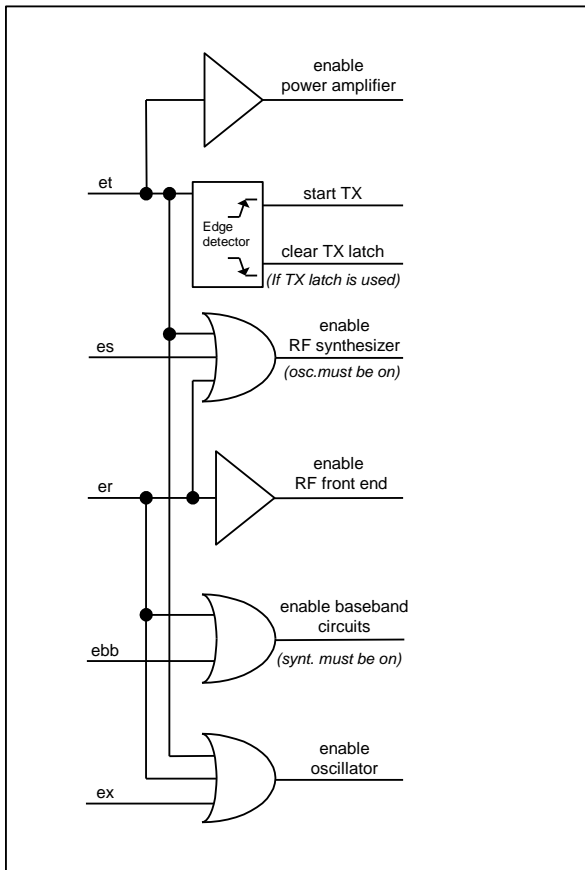 enable
power amplifier
et
Edge
detector
start TX
clear TX latch
(If TX latch is used)
es
enable
RF synthesizer
(osc.must be on)
er
enable
RF front end
ebb
enable baseband
circuits
(synt. must be on)
ex
enable
oscillator